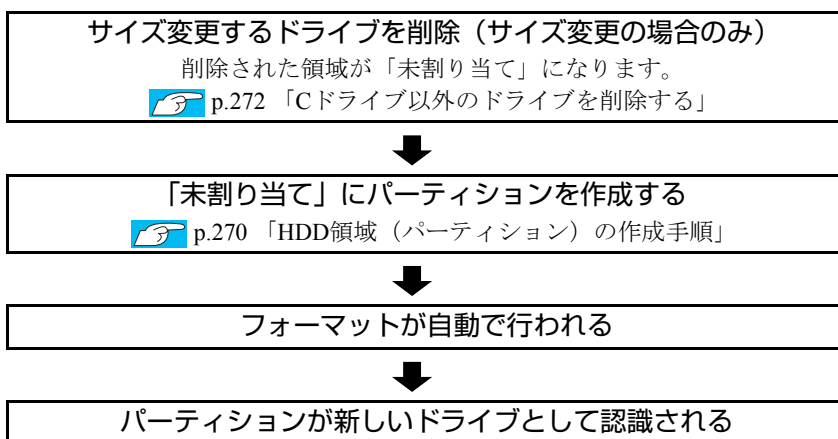 サイズ変更するドライブを削除（サイズ変更の場合のみ）
削除された領域が「未割り当て」になります。
p.272 「Cドライブ以外のドライブを削除する」
「未割り当て」にパーティションを作成する
p.270 「HDD領域（パーティション）の作成手順」
フォーマットが自動で行われる
パーティションが新しいドライブとして認識される